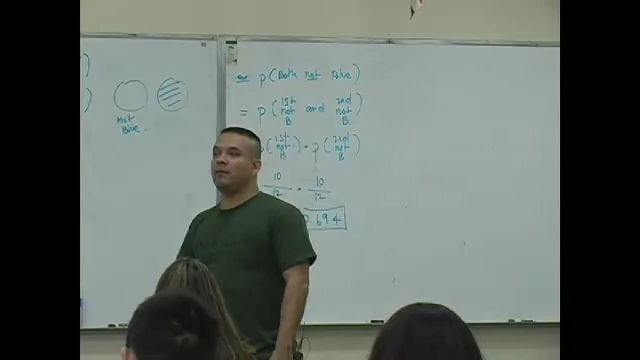 P(Both not Blue)
= P(1st not B and 2nd not B)
P(1st not B) · P(2nd not B)
10/12 · 10/12
.694
not
Blue